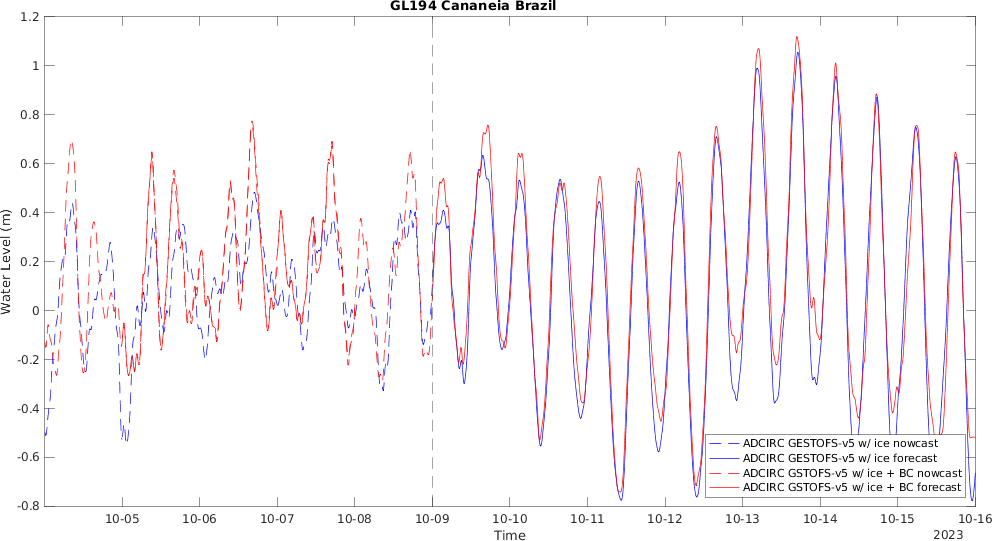 GL194 Cananeia Brazil
1.2
1
0.8
0.6
0.4
0.2
0
-0.2
-0.4
-0.6
-0.8
Water Level (m)
ADCIRC GESTOFS-v5 w/ ice nowcast
ADCIRC GESTOFS-v5 w/ ice forecast
ADCIRC GSTOFS-v5 w/ ice + BC nowcast
ADCIRC GSTOFS-v5 w/ ice + BC forecast
10-05 10-06 10-07 10-08 10-09 10-10 10-11 10-12 10-13 10-14 10-15 10-16
Time
2023